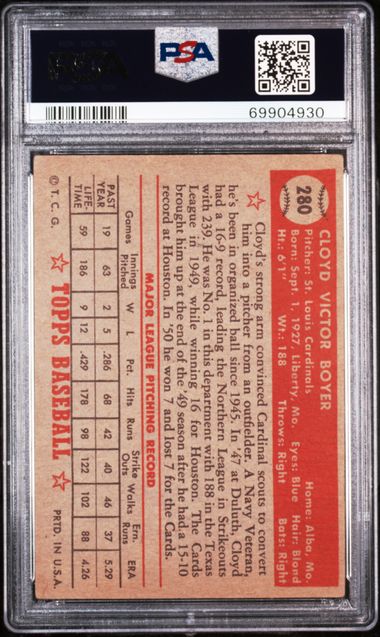 PSA
69904930
280
CLOYD VICTOR BOYER
Pitcher: St. Louis Cardinals Home: Alba, Mo.
Born: Sept. 1, 1927, Liberty, Mo. Eyes: Blue Hair: Blond
Ht.: 6'1" Wt.: 188 Throws: Right Bats: Right
Cloyd's strong arm convinced Cardinal scouts to convert
him into a pitcher from an outfielder. A Navy Veteran,
he's been in organized ball since 1945. In '47 at Duluth, Cloyd
had a 16-9 record, leading the Northern League in Strikeouts
with 239. He was No. 1 in this department with 188 in the Texas
League in 1949, while winning 16 for Houston. The Cards
brought him up at the end of the '49 season after he had a 15-10
record at Houston. In '50 he won 7 and lost 7 for the Cards.
MAJOR LEAGUE PITCHING RECORD
Games Innings Pitched W L Pct. Hits Runs Strike Outs Walks Ern. Runs ERA
PAST YEAR 19 63 2 5 .286 68 42 40 46 37 5.29
LIFE-TIME 59 186 9 12 .429 178 98 122 102 88 4.26
© T. C. G. TOPPS BASEBALL PRTD. IN U.S.A.